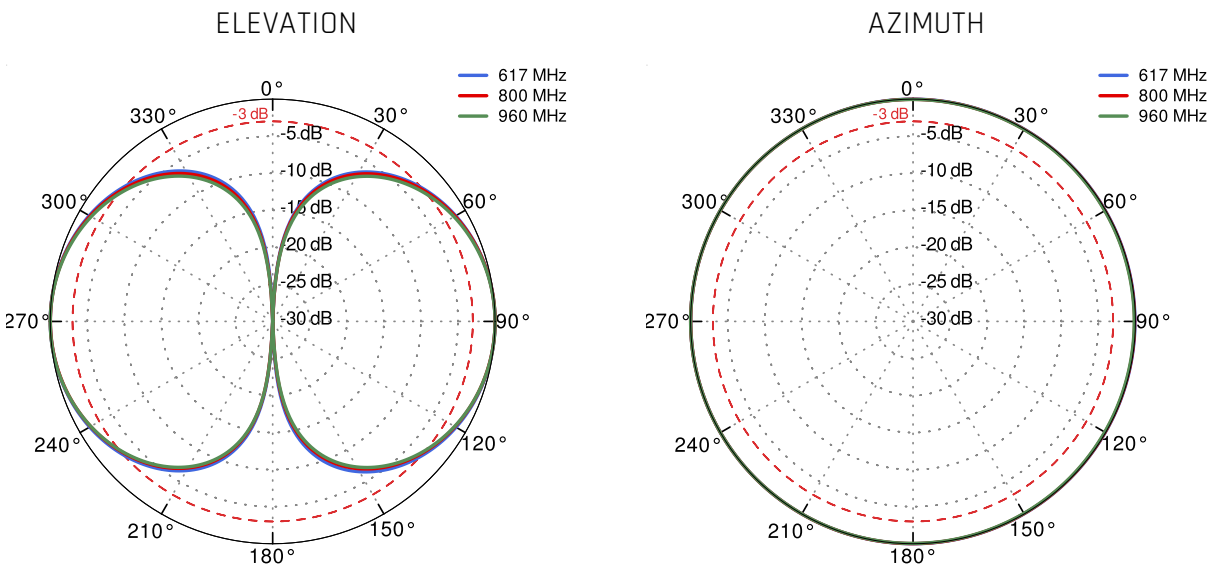 ELEVATION
617 MHz
800 MHz
960 MHz
0°
330°
-3 dB
30°
-5 dB
-10 dB
300°
-15 dB
60°
-20 dB
-25 dB
270°
-30 dB
90°
240°
120°
210°
150°
180°
AZIMUTH
617 MHz
800 MHz
960 MHz
0°
330°
-3 dB
30°
-5 dB
-10 dB
300°
-15 dB
60°
-20 dB
-25 dB
270°
-30 dB
90°
240°
120°
210°
150°
180°